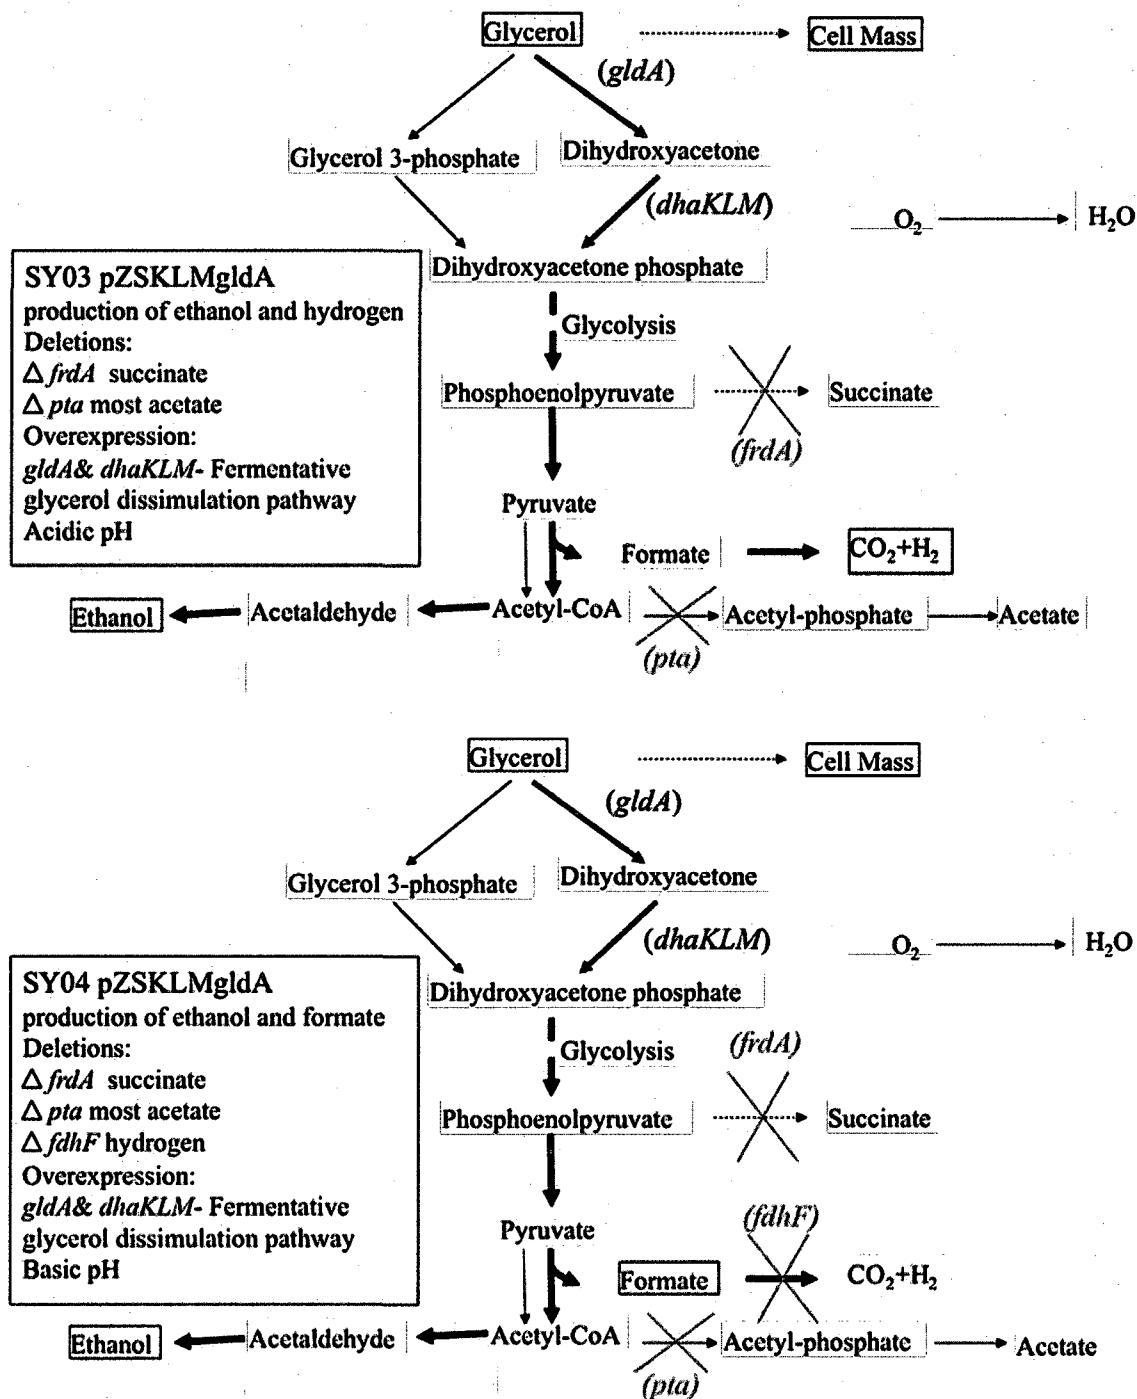 Glycerol
Cell Mass
(gldA)
Glycerol 3-phosphate
Dihydroxyacetone
(dhaKLM)
O₂
H₂O
Dihydroxyacetone phosphate
SY03 pZSKLMgldA
production of ethanol and hydrogen
Deletions:
△ frdA succinate
△ pta most acetate
Overexpression:
gldA& dhaKLM- Fermentative
glycerol dissimulation pathway
Acidic pH
Glycolysis
Phosphoenolpyruvate
Succinate
(frdA)
Pyruvate
Formate
CO₂+H₂
Ethanol
Acetaldehyde
Acetyl-CoA
Acetyl-phosphate
Acetate
(pta)
Glycerol
Cell Mass
(gldA)
Glycerol 3-phosphate
Dihydroxyacetone
(dhaKLM)
O₂
H₂O
Dihydroxyacetone phosphate
SY04 pZSKLMgldA
production of ethanol and formate
Deletions:
△ frdA succinate
△ pta most acetate
△ fdhF hydrogen
Overexpression:
gldA& dhaKLM- Fermentative
glycerol dissimulation pathway
Basic pH
Glycolysis
(frdA)
Phosphoenolpyruvate
Succinate
Pyruvate
(fdhF)
Formate
CO₂+H₂
Ethanol
Acetaldehyde
Acetyl-CoA
Acetyl-phosphate
Acetate
(pta)